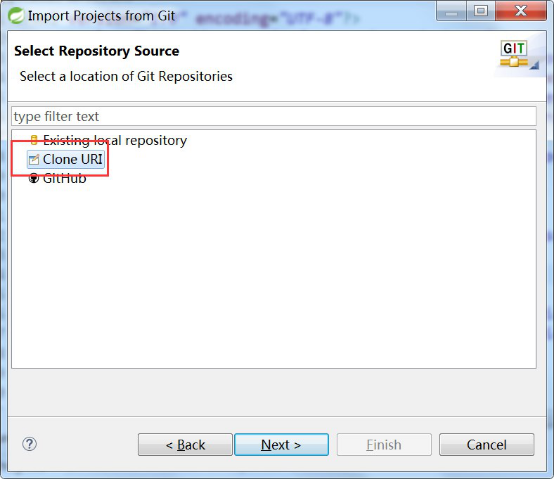 Import Projects from Git
encoding="UTF-8"?>
Select Repository Source
Select a location of Git Repositories
GIT
type filter text
Existing local repository
Clone URI
GitHub
?
< Back
Next >
Finish
Cancel